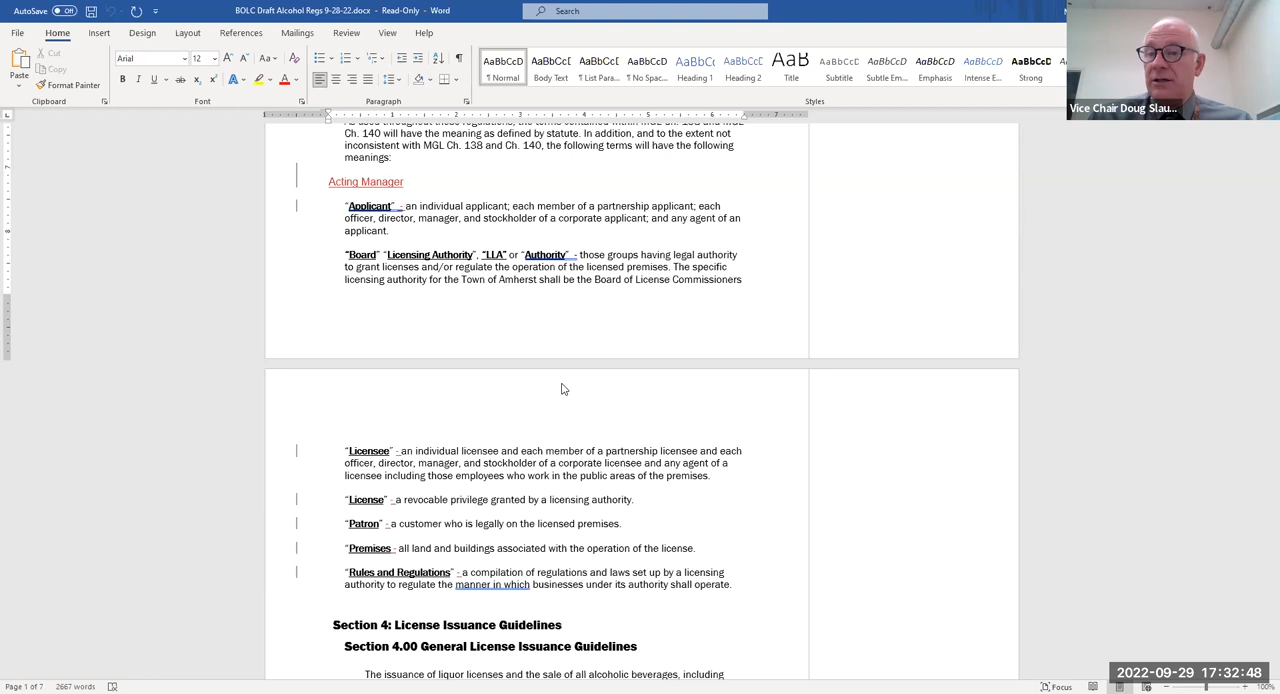 AutoSave Off
BOLC Draft Alcohol Regs 9-28-22.docx - Read-Only - Word
Search
File Home Insert Design Layout References Mailings Review View Help
Paste
Cut
Copy
Format Painter
Clipboard
Arial 12
Font
Paragraph
AaBbCcD ¶ Normal
AaBbCcI Body Text
AaBbCcI ¶ List Para...
AaBbCcD ¶ No Spac...
AaBbCcI Heading 1
AaBbCcD Heading 2
AaB Title
AaBbCcD Subtitle
AaBbCcD Subtle Em...
AaBbCcD Emphasis
AaBbCcD Intense E...
AaBbCcD Strong
Styles
Vice Chair Doug Slau...
Ch. 140 will have the meaning as defined by statute. In addition, and to the extent not
inconsistent with MGL Ch. 138 and Ch. 140, the following terms will have the following
meanings:
Acting Manager
“Applicant” - an individual applicant; each member of a partnership applicant; each
officer, director, manager, and stockholder of a corporate applicant; and any agent of an
applicant.
“Board” “Licensing Authority”, “LLA” or “Authority” - those groups having legal authority
to grant licenses and/or regulate the operation of the licensed premises. The specific
licensing authority for the Town of Amherst shall be the Board of License Commissioners
“Licensee” - an individual licensee and each member of a partnership licensee and each
officer, director, manager, and stockholder of a corporate licensee and any agent of a
licensee including those employees who work in the public areas of the premises.
“License” - a revocable privilege granted by a licensing authority.
“Patron” - a customer who is legally on the licensed premises.
“Premises - all land and buildings associated with the operation of the license.
“Rules and Regulations” - a compilation of regulations and laws set up by a licensing
authority to regulate the manner in which businesses under its authority shall operate.
Section 4: License Issuance Guidelines
Section 4.00 General License Issuance Guidelines
The issuance of liquor licenses and the sale of all alcoholic beverages, including
Page 1 of 7 2667 words
Focus
100%
2022-09-29 17:32:48